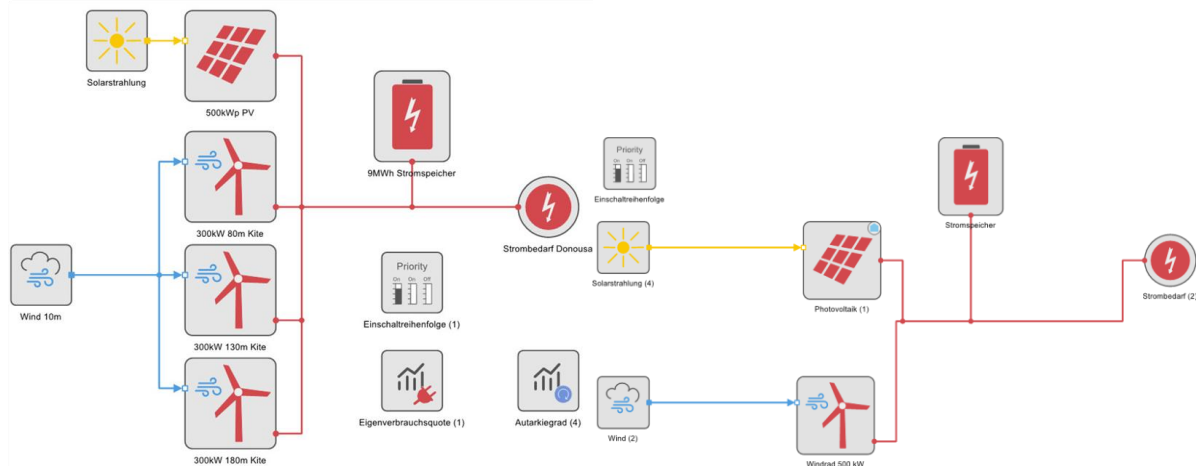 Solarstrahlung
500kWp PV
300kW 80m Kite
Wind 10m
300kW 130m Kite
300kW 180m Kite
9MWh Stromspeicher
Strombedarf Donousa
Priority
On On Off
Einschaltreihenfolge (1)
Eigenverbrauchsquote (1)
Autarkiegrad (4)
Priority
On On Off
Einschaltreihenfolge
Solarstrahlung (4)
Photovoltaik (1)
Stromspeicher
Strombedarf (2)
Wind (2)
Windrad 500 kW